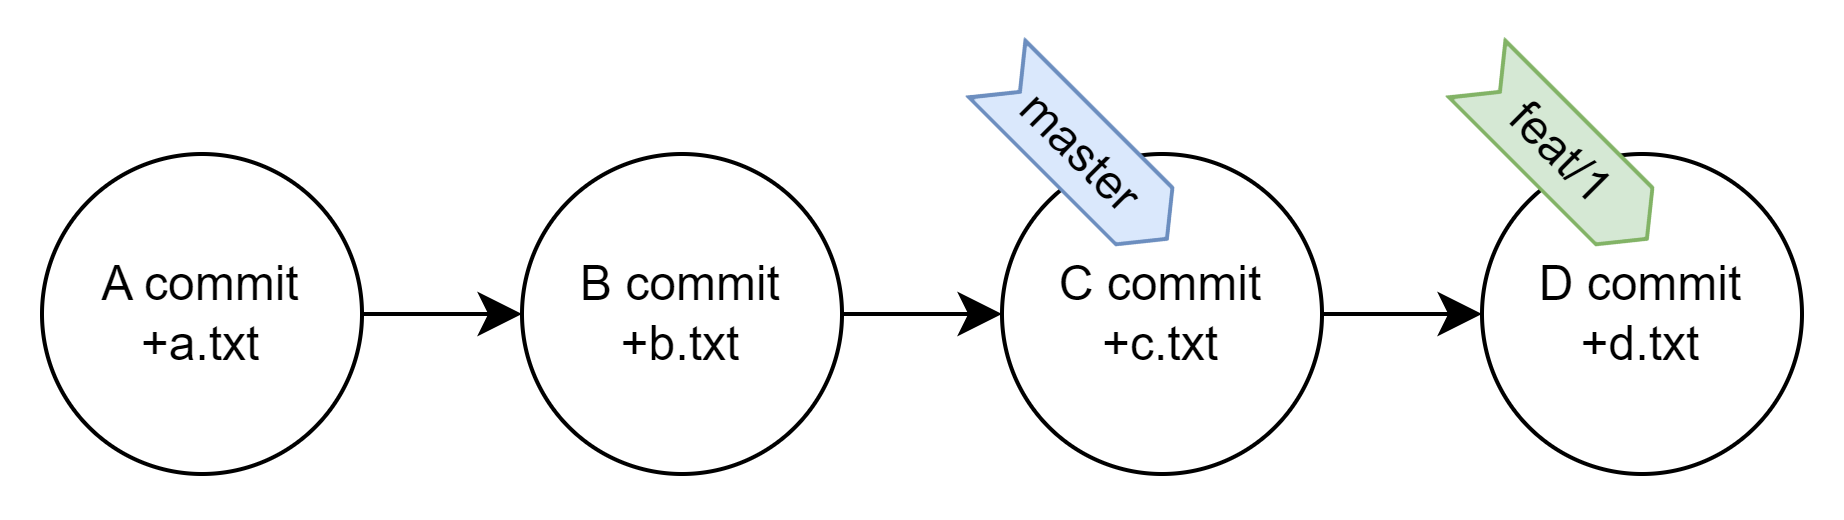 master
feat/1
A commit
+a.txt
B commit
+b.txt
C commit
+c.txt
D commit
+d.txt